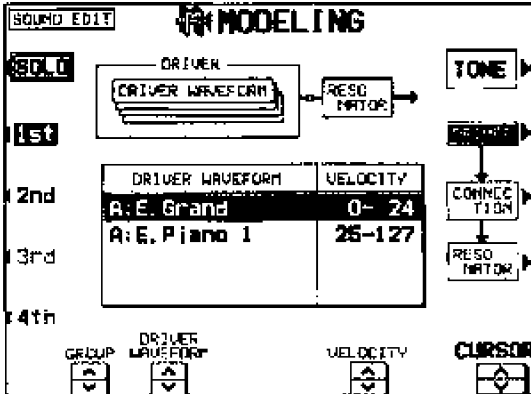 SOUND EDIT
MODELING
SOLO
DRIVER
DRIVER WAVEFORM
RESO
NATOR
TONE
1st
DRIVER WAVEFORM VELOCITY
2nd
A:E.Grand 0- 24
CONNEC
TION
A:E.Piano 1 25-127
3rd
RESO
NATOR
4th
GROUP
DRIVER
WAVEFORM
VELOCITY
CURSOR